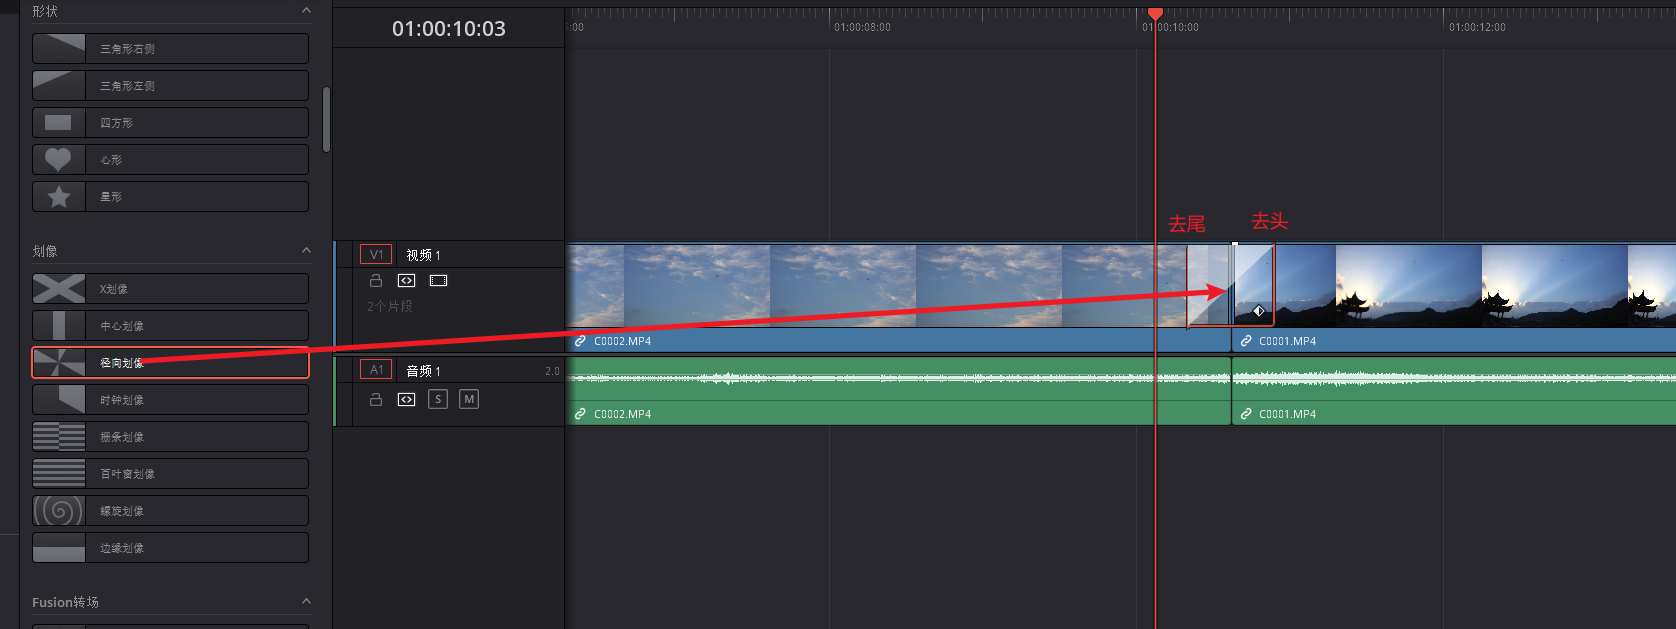 形状
三角形右侧
三角形左侧
四方形
心形
星形
划像
X划像
中心划像
径向划像
时钟划像
栅条划像
百叶窗划像
螺旋划像
边缘划像
Fusion转场
01:00:10:03
:00
01:00:08:00
01:00:10:00
01:00:12:00
去尾
去头
V1
视频 1
2个片段
C0002.MP4
C0001.MP4
A1
音频 1
2.0
S
M
C0002.MP4
C0001.MP4